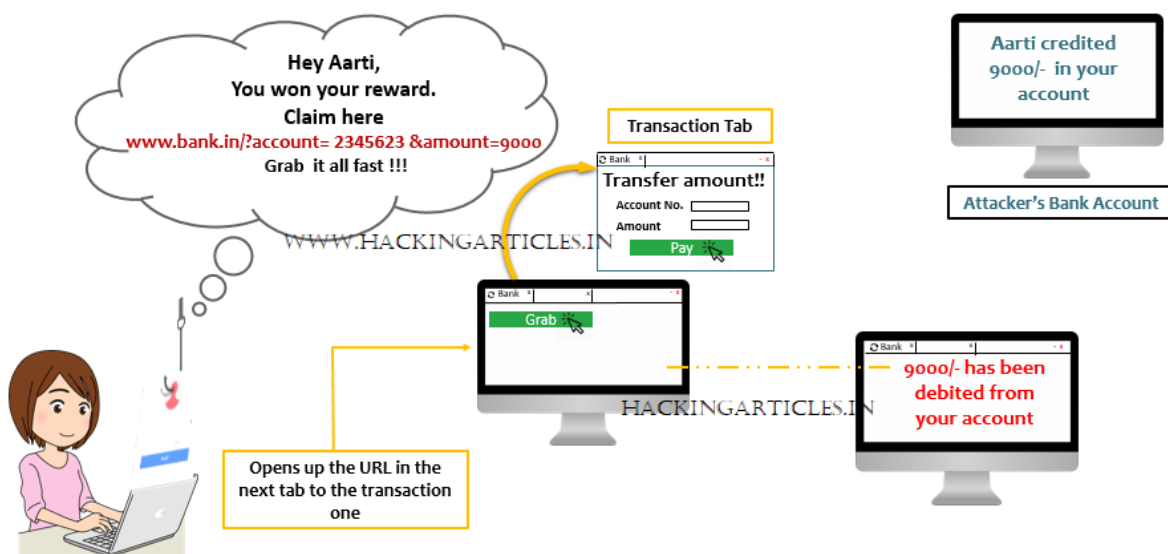 Hey Aarti,
You won your reward.
Claim here
www.bank.in/?account= 2345623 &amount=9000
Grab it all fast !!!
WWW.HACKINGARTICLES.IN
Transaction Tab
Bank x - x
Transfer amount!!
Account No.
Amount
Pay
Aarti credited
9000/- in your
account
Attacker's Bank Account
Bank x x - x
Grab
Opens up the URL in the
next tab to the transaction
one
HACKINGARTICLES.IN
Bank x x - x
9000/- has been
debited from
your account